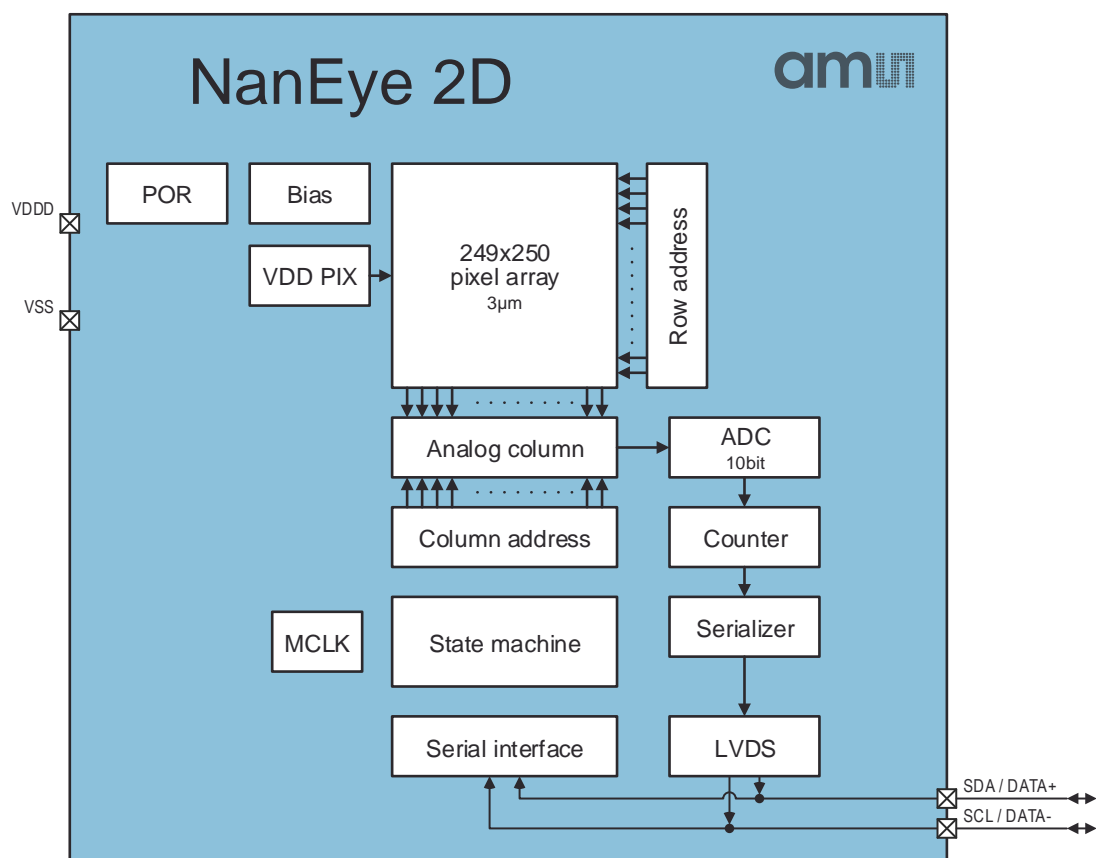 NanEye 2D
am
POR
Bias
VDDD
VDD PIX
249x250
pixel array
3µm
Row address
VSS
Analog column
ADC
10bit
Column address
Counter
MCLK
State machine
Serializer
Serial interface
LVDS
SDA / DATA+
SCL / DATA-